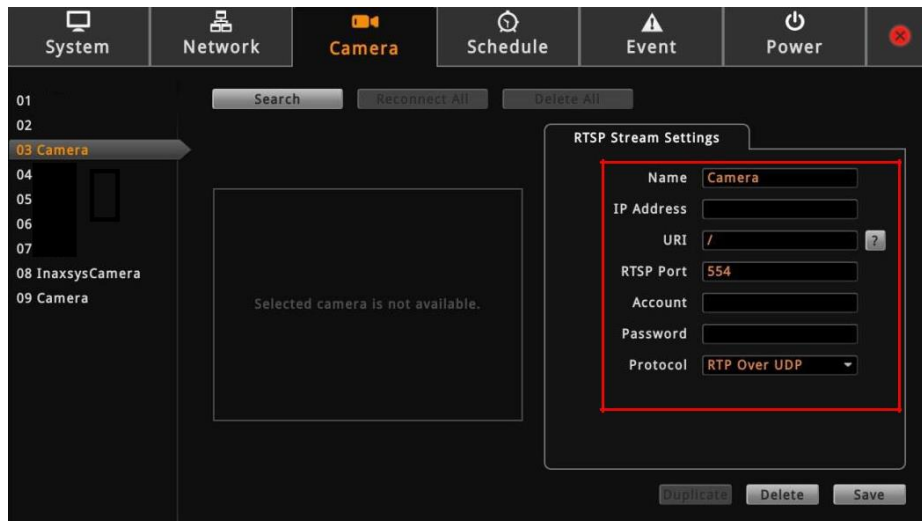 System Network Camera Schedule Event Power
Search Reconnect All Delete All
01
02
03 Camera
04
05
06
07
08 InaxsysCamera
09 Camera
Selected camera is not available.
RTSP Stream Settings
Name Camera
IP Address
URI / ?
RTSP Port 554
Account
Password
Protocol RTP Over UDP
Duplicate Delete Save